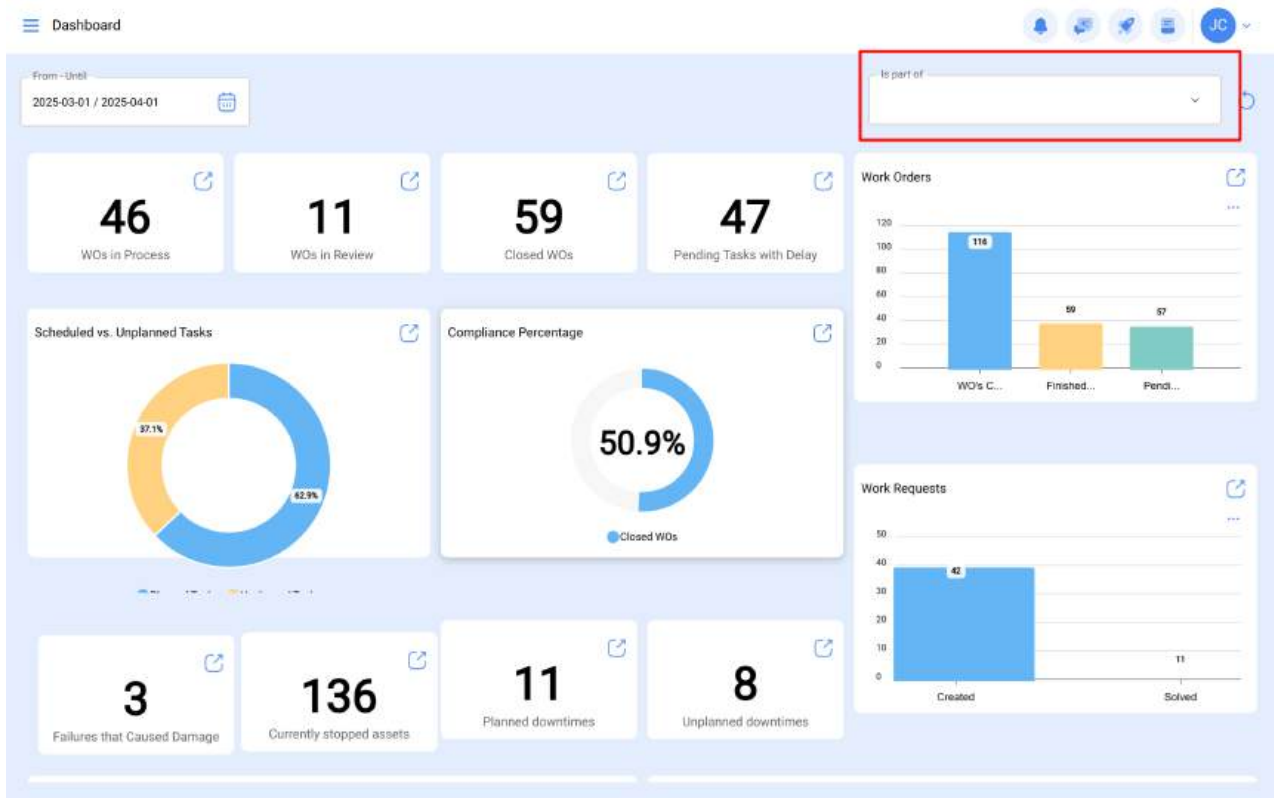 Dashboard
JC
From - Until
2025-03-01 / 2025-04-01
Is part of
46
WOs in Process
11
WOs in Review
59
Closed WOs
47
Pending Tasks with Delay
Work Orders
120
100
80
60
40
20
0
116
59
57
WO's C...
Finished...
Pendi...
Scheduled vs. Unplanned Tasks
37.1%
62.9%
Compliance Percentage
50.9%
Closed WOs
Work Requests
50
40
30
20
10
0
42
11
Created
Solved
3
Failures that Caused Damage
136
Currently stopped assets
11
Planned downtimes
8
Unplanned downtimes